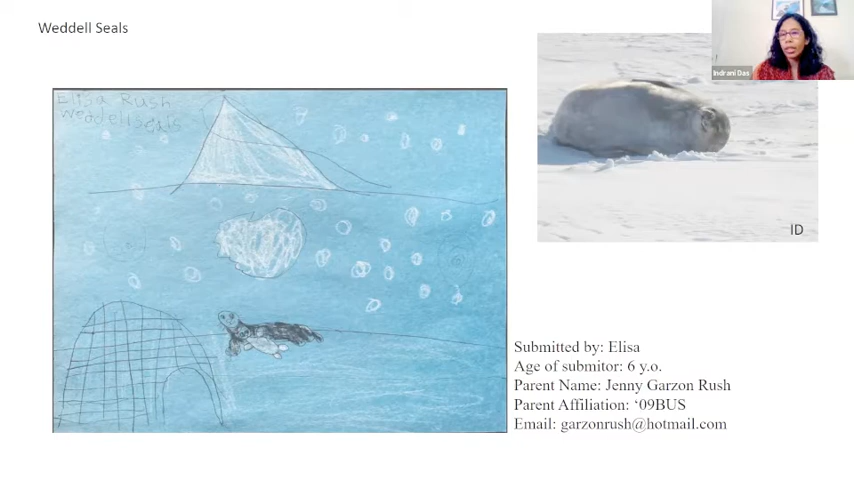 Weddell Seals
Indrani Das
Elisa Rush
Weddell seals
ID
Submitted by: Elisa
Age of submitor: 6 y.o.
Parent Name: Jenny Garzon Rush
Parent Affiliation: ‘09BUS
Email: garzonrush@hotmail.com